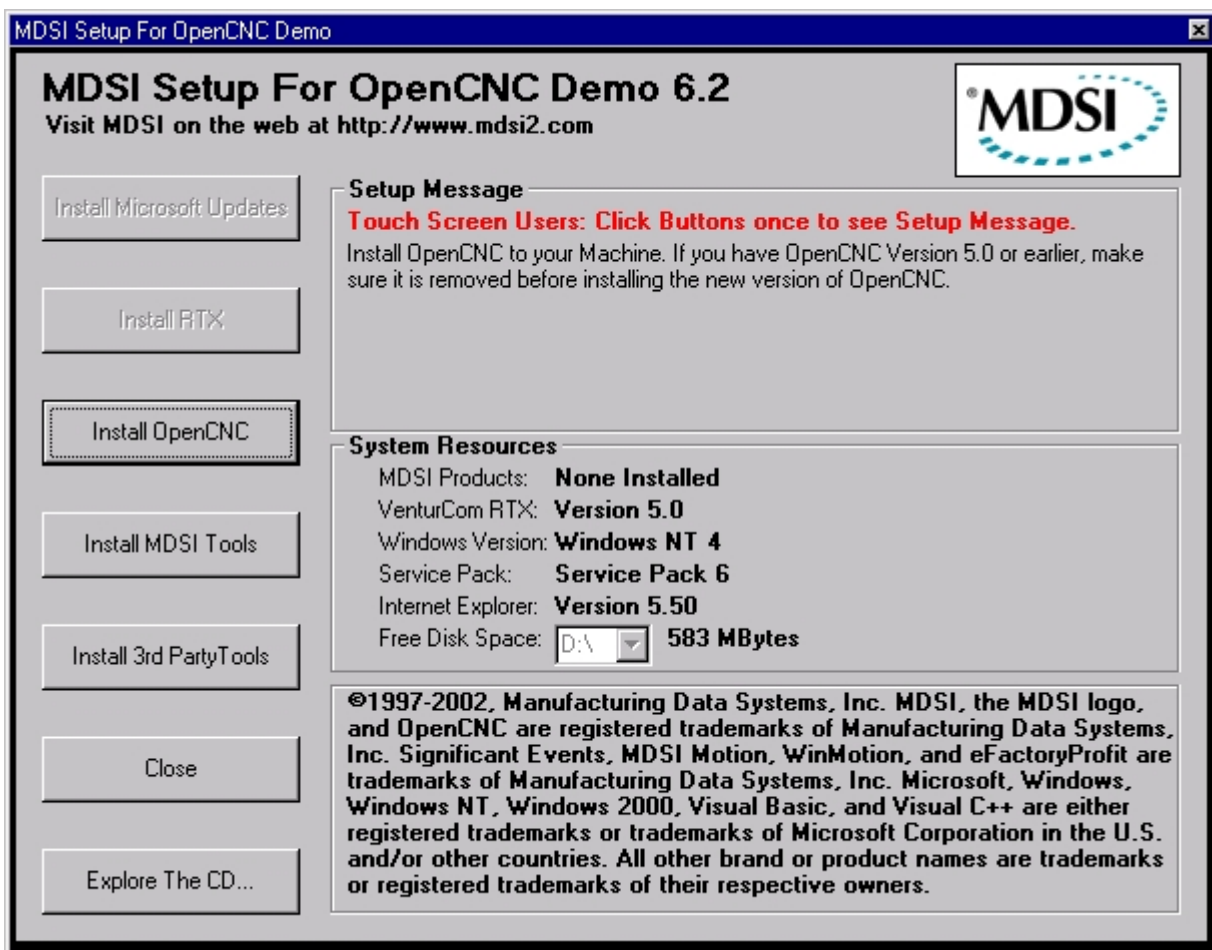 MDSI Setup For OpenCNC Demo
MDSI Setup For OpenCNC Demo 6.2
Visit MDSI on the web at http://www.mdsi2.com
®MDSI
Install Microsoft Updates
Install RTX
Install OpenCNC
Install MDSI Tools
Install 3rd PartyTools
Close
Explore The CD...
Setup Message
Touch Screen Users: Click Buttons once to see Setup Message.
Install OpenCNC to your Machine. If you have OpenCNC Version 5.0 or earlier, make
sure it is removed before installing the new version of OpenCNC.
System Resources
MDSI Products: None Installed
VenturCom RTX: Version 5.0
Windows Version: Windows NT 4
Service Pack: Service Pack 6
Internet Explorer: Version 5.50
Free Disk Space: D:\ 583 MBytes
©1997-2002, Manufacturing Data Systems, Inc. MDSI, the MDSI logo,
and OpenCNC are registered trademarks of Manufacturing Data Systems,
Inc. Significant Events, MDSI Motion, WinMotion, and eFactoryProfit are
trademarks of Manufacturing Data Systems, Inc. Microsoft, Windows,
Windows NT, Windows 2000, Visual Basic, and Visual C++ are either
registered trademarks or trademarks of Microsoft Corporation in the U.S.
and/or other countries. All other brand or product names are trademarks
or registered trademarks of their respective owners.